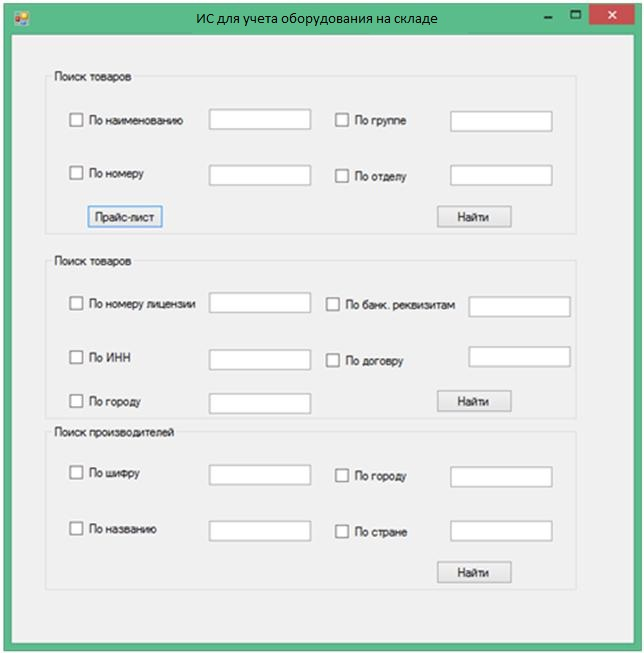 ИС для учета оборудования на складе
Поиск товаров
По наименованию По группе
По номеру По отделу
Прайс-лист Найти
Поиск товаров
По номеру лицензии По банк. реквизитам
По ИНН По договру
По городу Найти
Поиск производителей
По шифру По городу
По названию По стране
Найти